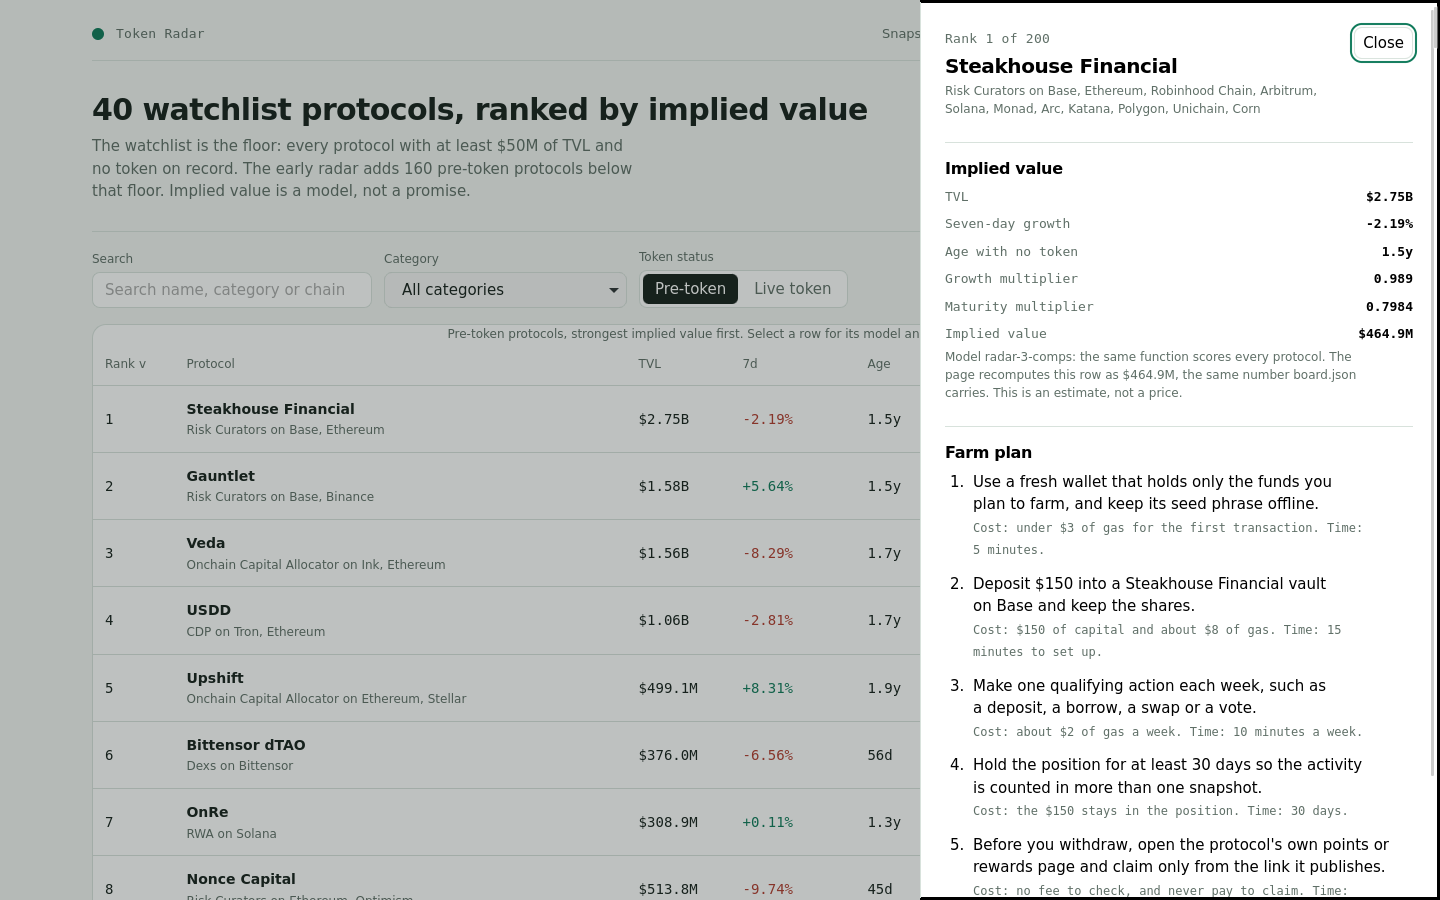 Token Radar
Snaps
40 watchlist protocols, ranked by implied value
The watchlist is the floor: every protocol with at least $50M of TVL and
no token on record. The early radar adds 160 pre-token protocols below
that floor. Implied value is a model, not a promise.
Search
Category
Token status
Search name, category or chain
All categories
Pre-token
Live token
Pre-token protocols, strongest implied value first. Select a row for its model an
Rank v
Protocol
TVL
7d
Age
1
Steakhouse Financial
Risk Curators on Base, Ethereum
$2.75B
-2.19%
1.5y
2
Gauntlet
Risk Curators on Base, Binance
$1.58B
+5.64%
1.5y
3
Veda
Onchain Capital Allocator on Ink, Ethereum
$1.56B
-8.29%
1.7y
4
USDD
CDP on Tron, Ethereum
$1.06B
-2.81%
1.7y
5
Upshift
Onchain Capital Allocator on Ethereum, Stellar
$499.1M
+8.31%
1.9y
6
Bittensor dTAO
Dexs on Bittensor
$376.0M
-6.56%
56d
7
OnRe
RWA on Solana
$308.9M
+0.11%
1.3y
8
Nonce Capital
Risk Curators on Ethereum, Optimism
$513.8M
-9.74%
45d
Rank 1 of 200
Close
Steakhouse Financial
Risk Curators on Base, Ethereum, Robinhood Chain, Arbitrum,
Solana, Monad, Arc, Katana, Polygon, Unichain, Corn
Implied value
TVL
$2.75B
Seven-day growth
-2.19%
Age with no token
1.5y
Growth multiplier
0.989
Maturity multiplier
0.7984
Implied value
$464.9M
Model radar-3-comps: the same function scores every protocol. The
page recomputes this row as $464.9M, the same number board.json
carries. This is an estimate, not a price.
Farm plan
1. Use a fresh wallet that holds only the funds you
plan to farm, and keep its seed phrase offline.
Cost: under $3 of gas for the first transaction. Time:
5 minutes.
2. Deposit $150 into a Steakhouse Financial vault
on Base and keep the shares.
Cost: $150 of capital and about $8 of gas. Time: 15
minutes to set up.
3. Make one qualifying action each week, such as
a deposit, a borrow, a swap or a vote.
Cost: about $2 of gas a week. Time: 10 minutes a week.
4. Hold the position for at least 30 days so the activity
is counted in more than one snapshot.
Cost: the $150 stays in the position. Time: 30 days.
5. Before you withdraw, open the protocol's own points or
rewards page and claim only from the link it publishes.
Cost: no fee to check, and never pay to claim. Time: